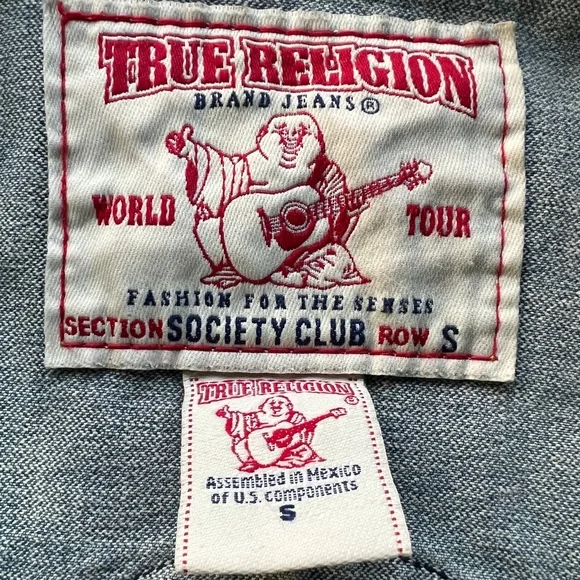 TRUE RELIGION
BRAND JEANS®
WORLD TOUR
FASHION FOR THE SENSES
SECTION SOCIETY CLUB ROW S
TRUE RELIGION®
Assembled in Mexico
of U.S. components
S